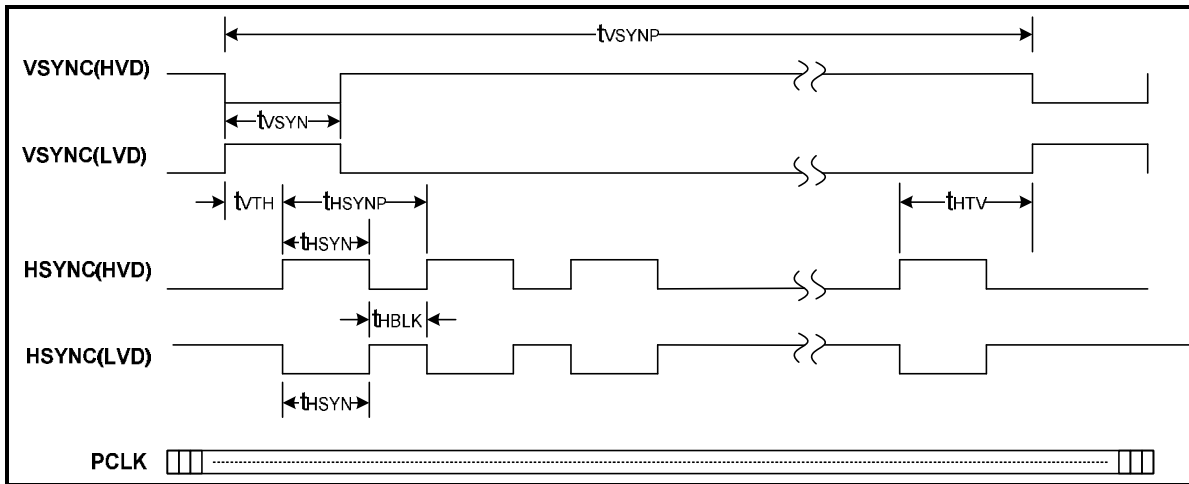 tVSYNP
VSYNC(HVD)
tVSYN
VSYNC(LVD)
tVTH tHSYNP tHTV
tHSYN
HSYNC(HVD)
tHBLK
HSYNC(LVD)
tHSYN
PCLK